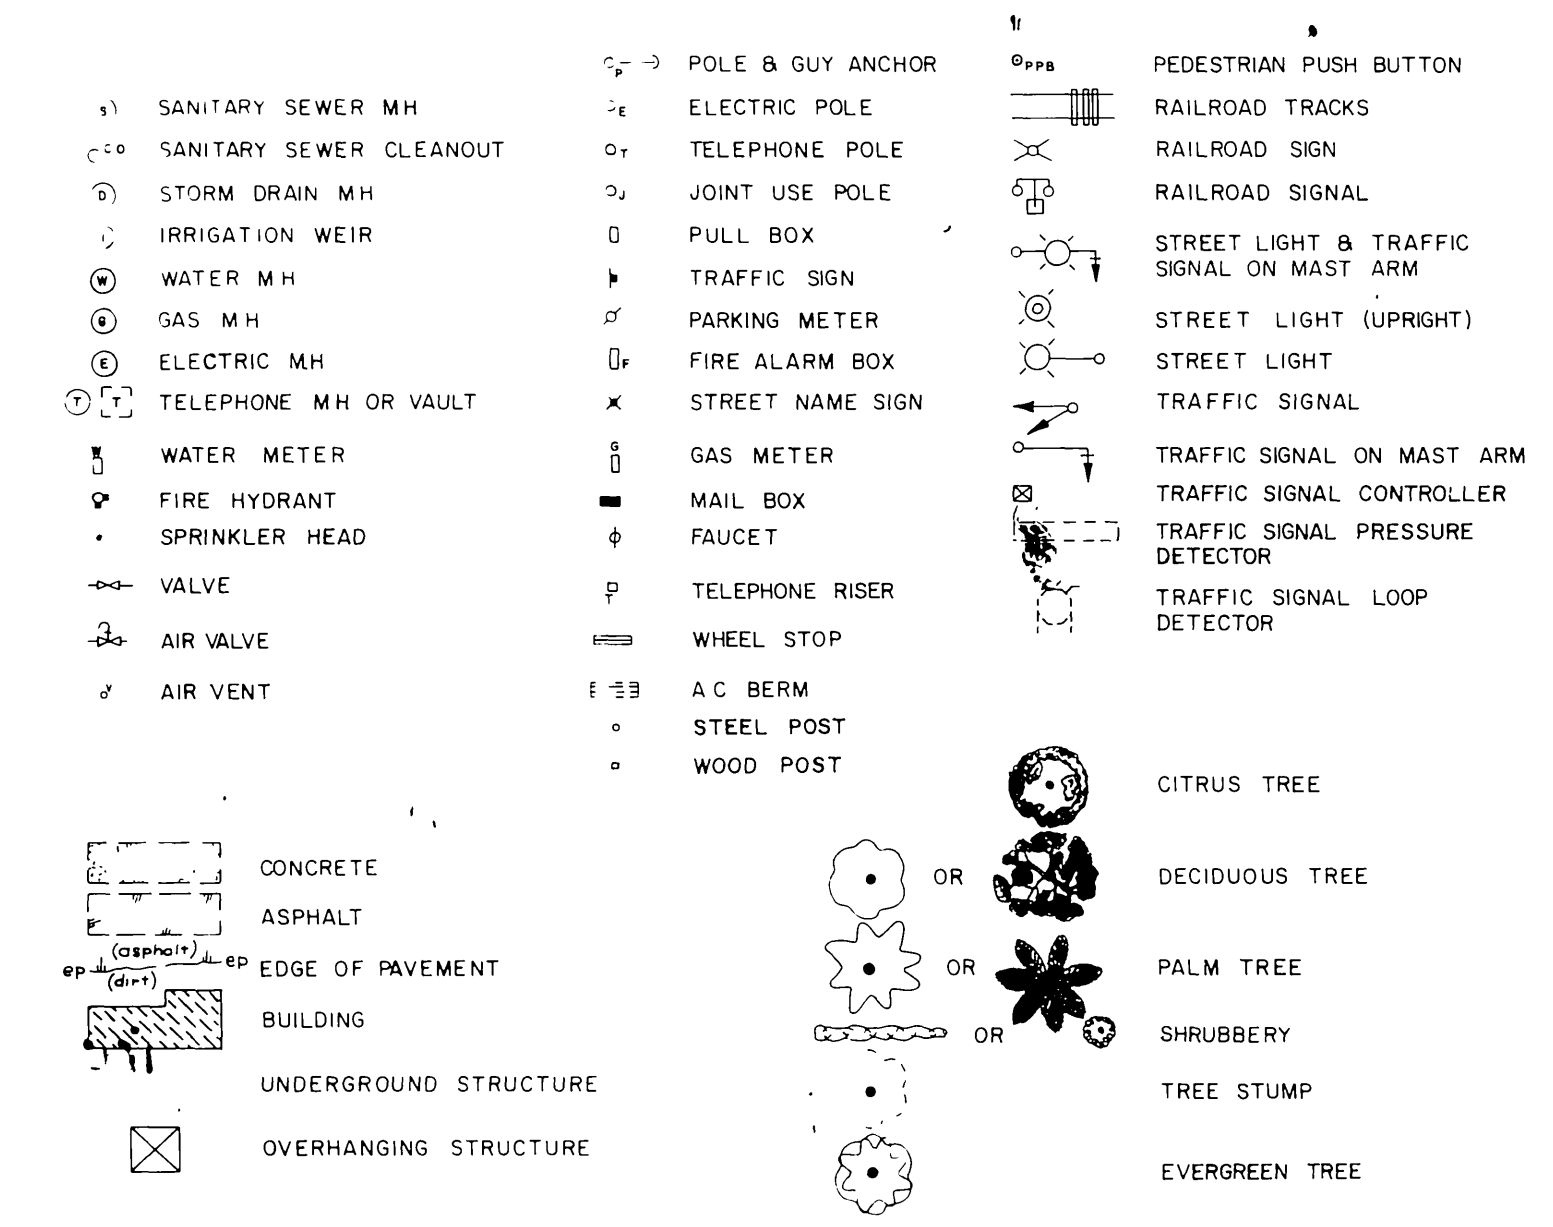 S SANITARY SEWER MH
CO SANITARY SEWER CLEANOUT
D STORM DRAIN MH
IRRIGATION WEIR
W WATER MH
G GAS MH
E ELECTRIC MH
T T TELEPHONE MH OR VAULT
W WATER METER
FIRE HYDRANT
SPRINKLER HEAD
VALVE
AIR VALVE
V AIR VENT
P POLE & GUY ANCHOR
E ELECTRIC POLE
T TELEPHONE POLE
J JOINT USE POLE
PULL BOX
TRAFFIC SIGN
PARKING METER
F FIRE ALARM BOX
STREET NAME SIGN
G GAS METER
MAIL BOX
FAUCET
T TELEPHONE RISER
WHEEL STOP
AC BERM
STEEL POST
WOOD POST
PPB PEDESTRIAN PUSH BUTTON
RAILROAD TRACKS
RAILROAD SIGN
RAILROAD SIGNAL
STREET LIGHT & TRAFFIC
SIGNAL ON MAST ARM
STREET LIGHT (UPRIGHT)
STREET LIGHT
TRAFFIC SIGNAL
TRAFFIC SIGNAL ON MAST ARM
TRAFFIC SIGNAL CONTROLLER
TRAFFIC SIGNAL PRESSURE
DETECTOR
TRAFFIC SIGNAL LOOP
DETECTOR
CONCRETE
ASPHALT
(asphalt)
ep ep EDGE OF PAVEMENT
(dirt)
BUILDING
UNDERGROUND STRUCTURE
OVERHANGING STRUCTURE
CITRUS TREE
OR DECIDUOUS TREE
OR PALM TREE
OR SHRUBBERY
TREE STUMP
EVERGREEN TREE